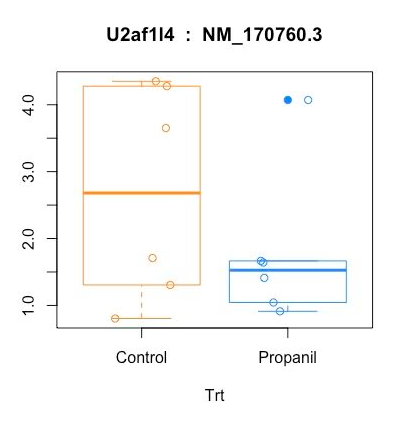 U2af1l4 : NM_170760.3
4.0
3.0
2.0
1.0
Control Propanil
Trt